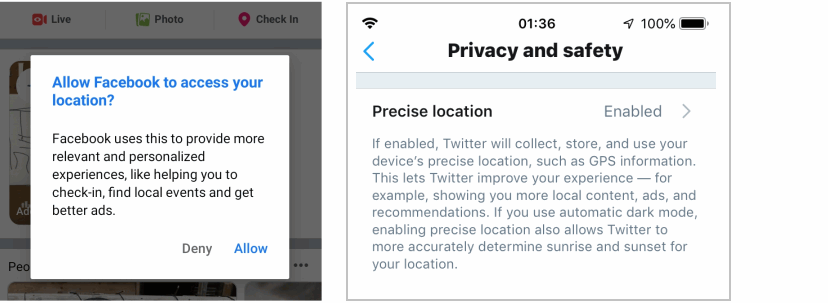 Live
Photo
Check In
Allow Facebook to access your
location?
Facebook uses this to provide more
relevant and personalized
experiences, like helping you to
check-in, find local events and get
better ads.
Deny
Allow
01:36
100%
Privacy and safety
Precise location
Enabled
If enabled, Twitter will collect, store, and use your
device’s precise location, such as GPS information.
This lets Twitter improve your experience — for
example, showing you more local content, ads, and
recommendations. If you use automatic dark mode,
enabling precise location also allows Twitter to
more accurately determine sunrise and sunset for
your location.